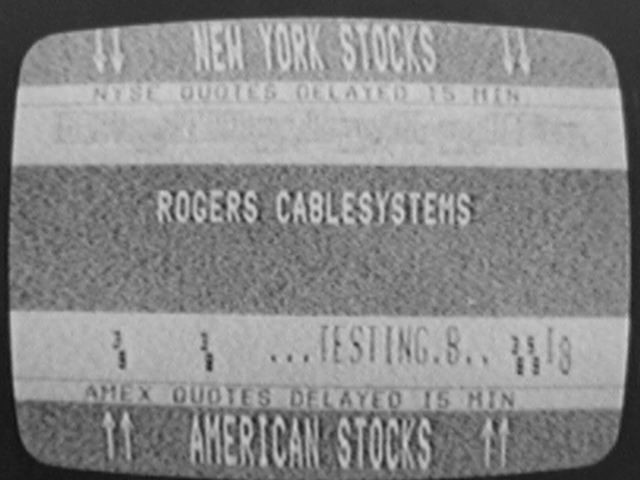 ↓↓ NEW YORK STOCKS ↓↓
NYSE QUOTES DELAYED 15 MIN
ROGERS CABLESYSTEMS
...TESTING.8..
AMEX QUOTES DELAYED 15 MIN
↑↑ AMERICAN STOCKS ↑↑